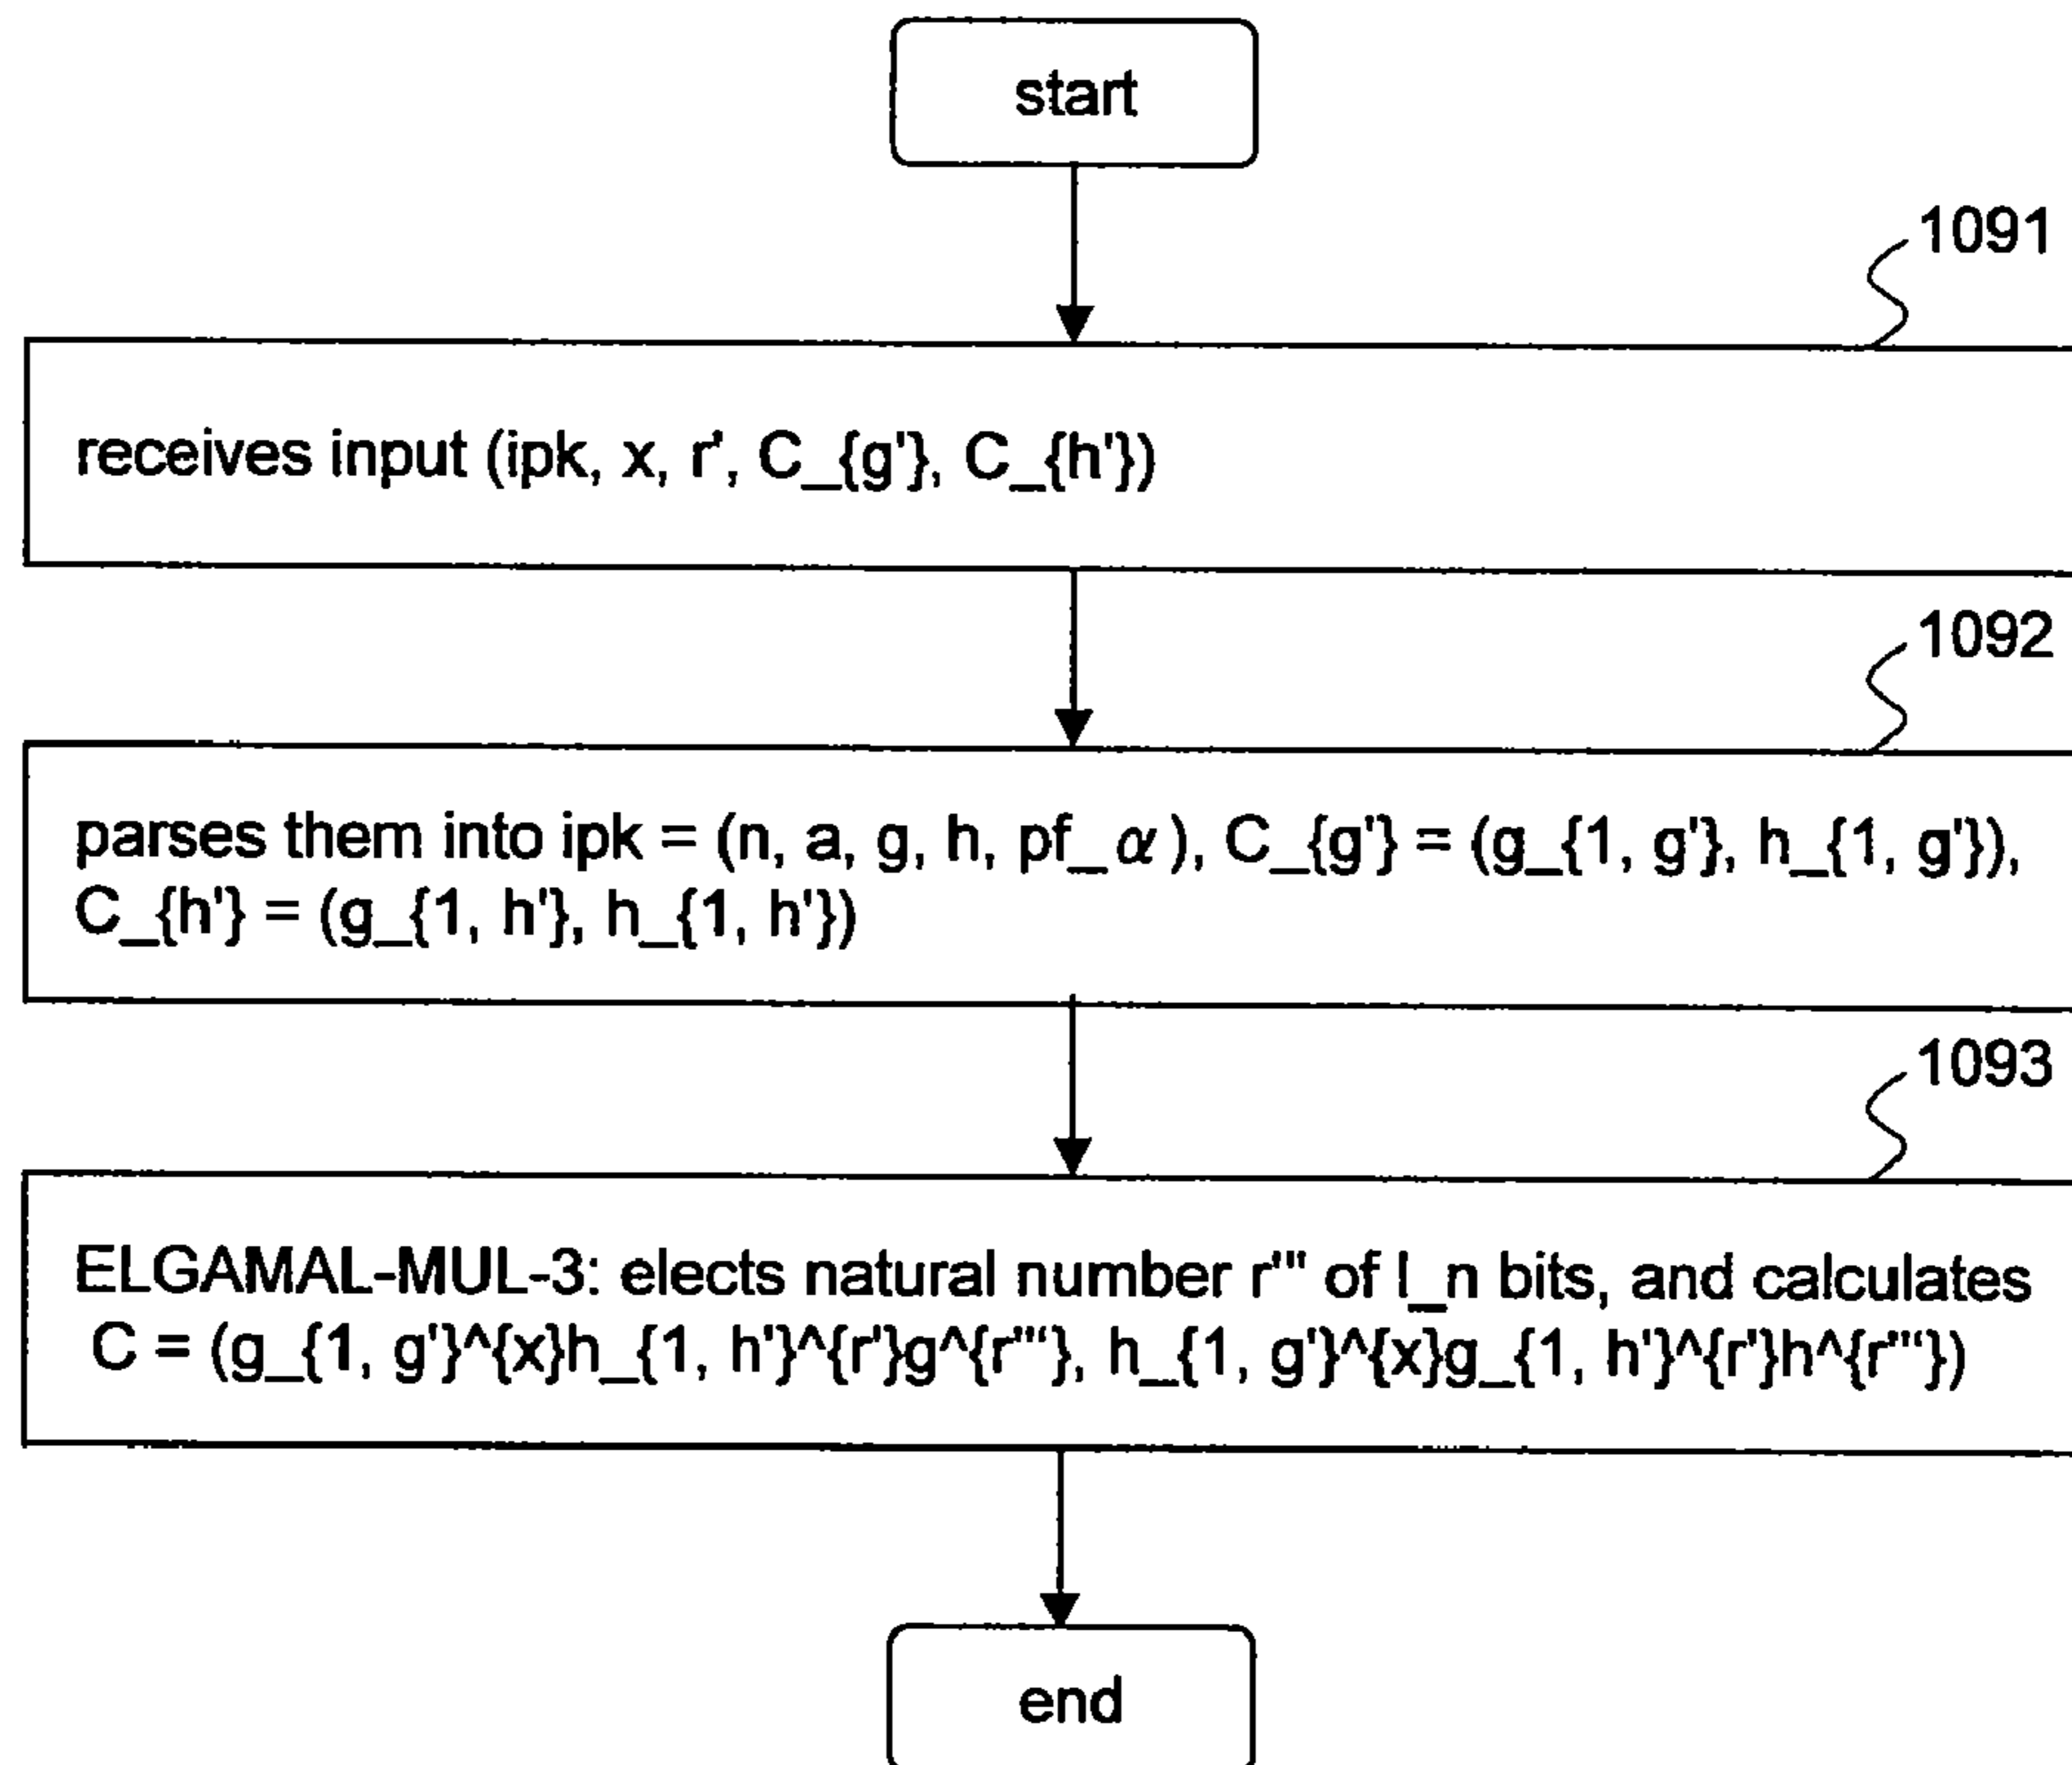 start
1091
receives input (ipk, x, r', C_{g'}, C_{h'})
1092
parses them into ipk = (n, a, g, h, pf_α), C_{g'} = (g_{1, g'}, h_{1, g'}),
C_{h'} = (g_{1, h'}, h_{1, h'})
1093
ELGAMAL-MUL-3: elects natural number r''' of l_n bits, and calculates
C = (g_{1, g'}^{x}h_{1, h'}^{r'}g^{r'''}, h_{1, g'}^{x}g_{1, h'}^{r'}h^{r'''})
end